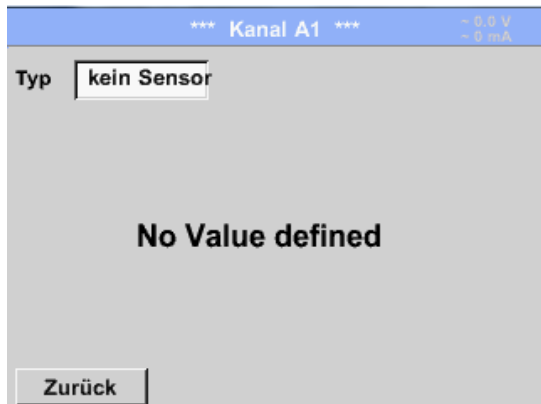 *** Kanal A1 ***
~ 0.0 V
~ 0 mA
Typ kein Sensor
No Value defined
Zurück